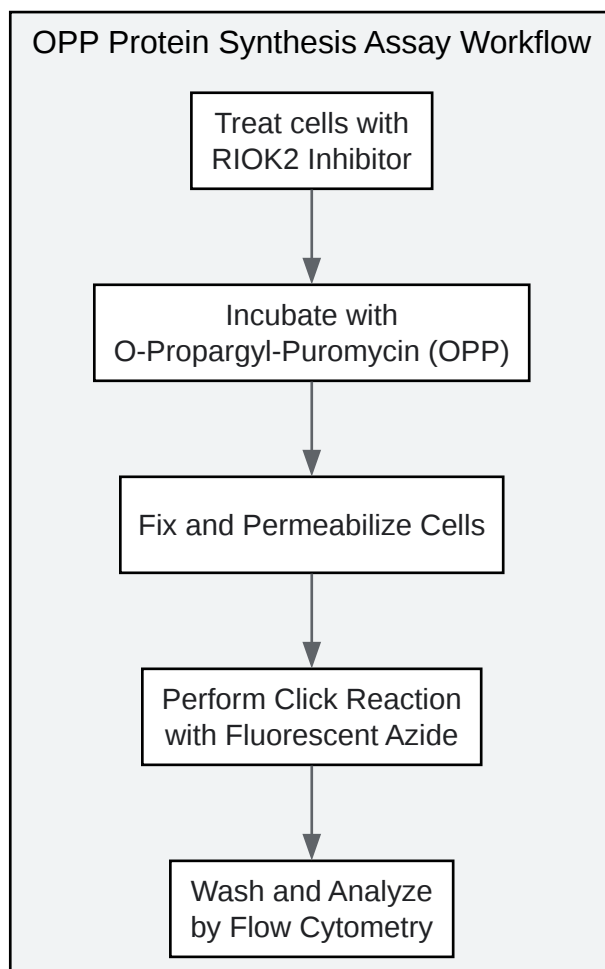 OPP Protein Synthesis Assay Workflow
Treat cells with
RIOK2 Inhibitor
Incubate with
O-Propargyl-Puromycin (OPP)
Fix and Permeabilize Cells
Perform Click Reaction
with Fluorescent Azide
Wash and Analyze
by Flow Cytometry